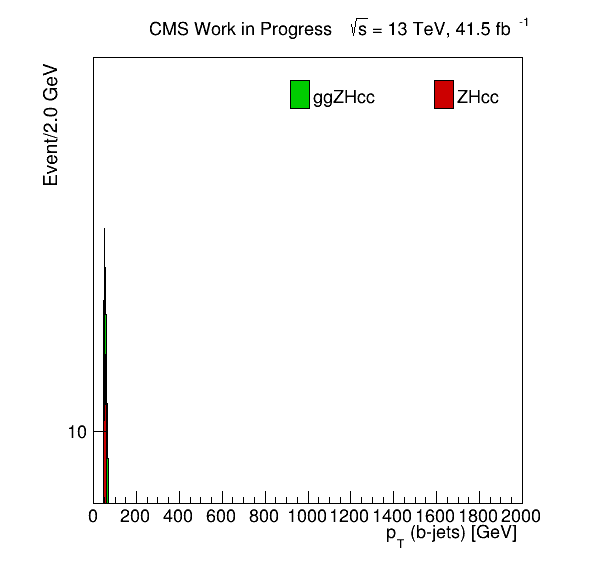 CMS Work in Progress √s = 13 TeV, 41.5 fb -1
Event/2.0 GeV
ggZHcc ZHcc
10
0 200 400 600 800 1000 1200 1400 1600 1800 2000
pT (b-jets) [GeV]